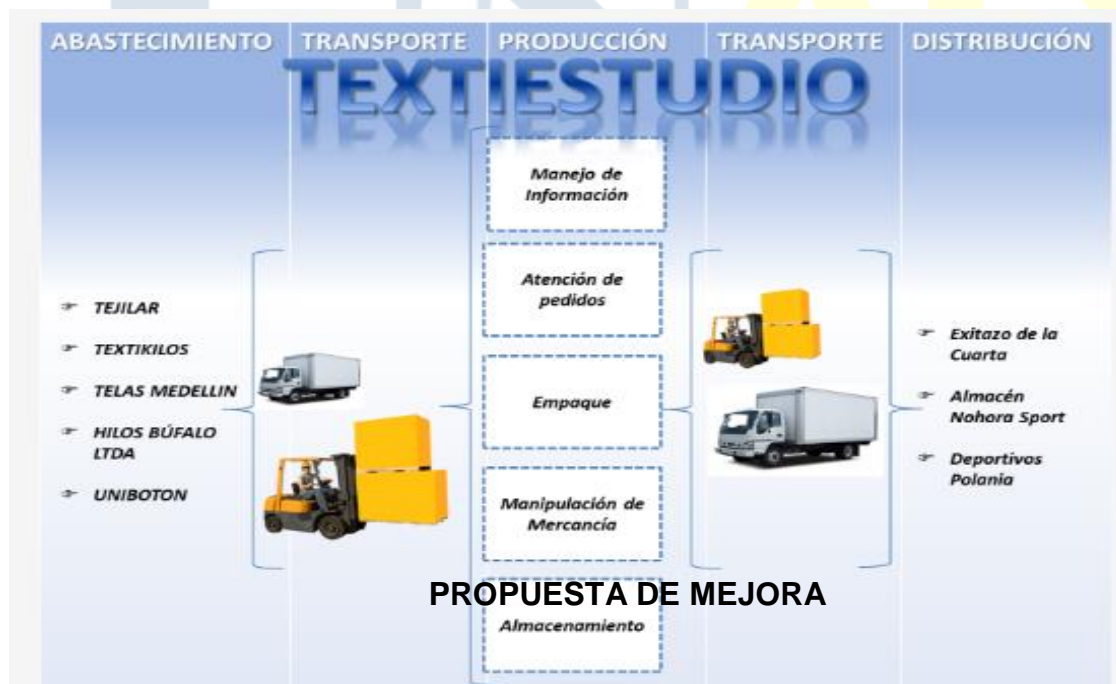 ABASTECIMIENTO TRANSPORTE PRODUCCIÓN TRANSPORTE DISTRIBUCIÓN
TEXTIESTUDIO
☞ TEJILAR
☞ TEXTIKILOS
☞ TELAS MEDELLIN
☞ HILOS BÚFALO
LTDA
☞ UNIBOTON
Manejo de
Información
Atención de
pedidos
Empaque
Manipulación de
Mercancía
PROPUESTA DE MEJORA
Almacenamiento
☞ Exitazo de la
Cuarta
☞ Almacén
Nohora Sport
☞ Deportivos
Polania